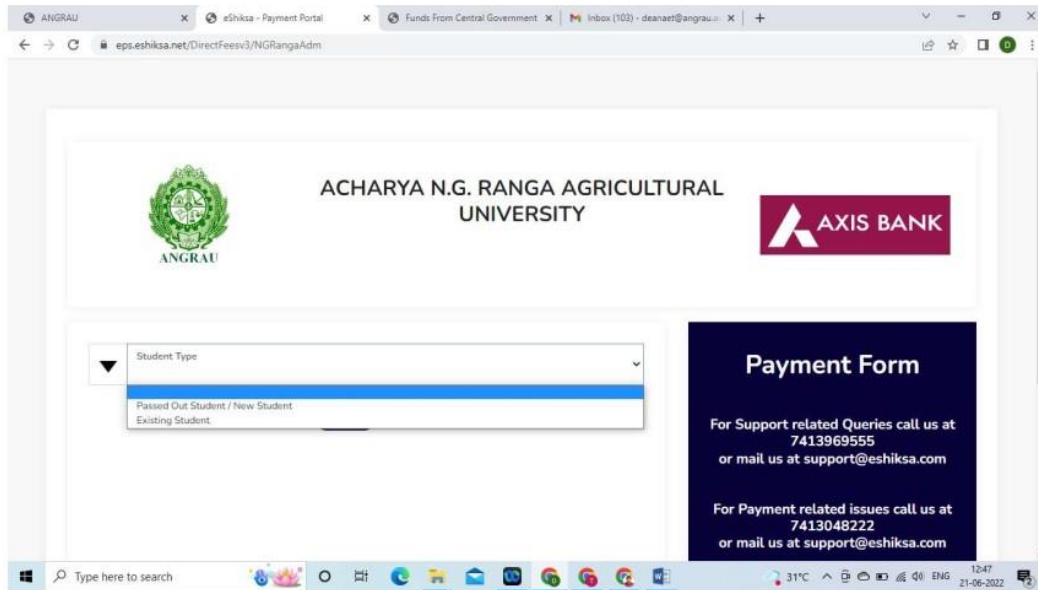 ANGRAU
eShiksa - Payment Portal
Funds From Central Government
Inbox (103) - deanaet@angrau.a
eps.eshiksa.net/DirectFeesv3/NGRangaAdm
D
ANGRAU
ACHARYA N.G. RANGA AGRICULTURAL
UNIVERSITY
AXIS BANK
Student Type
Passed Out Student / New Student
Existing Student
Payment Form
For Support related Queries call us at
7413969555
or mail us at support@eshiksa.com
For Payment related issues call us at
7413048222
or mail us at support@eshiksa.com
Type here to search
31°C
ENG
12:47
21-06-2022
2